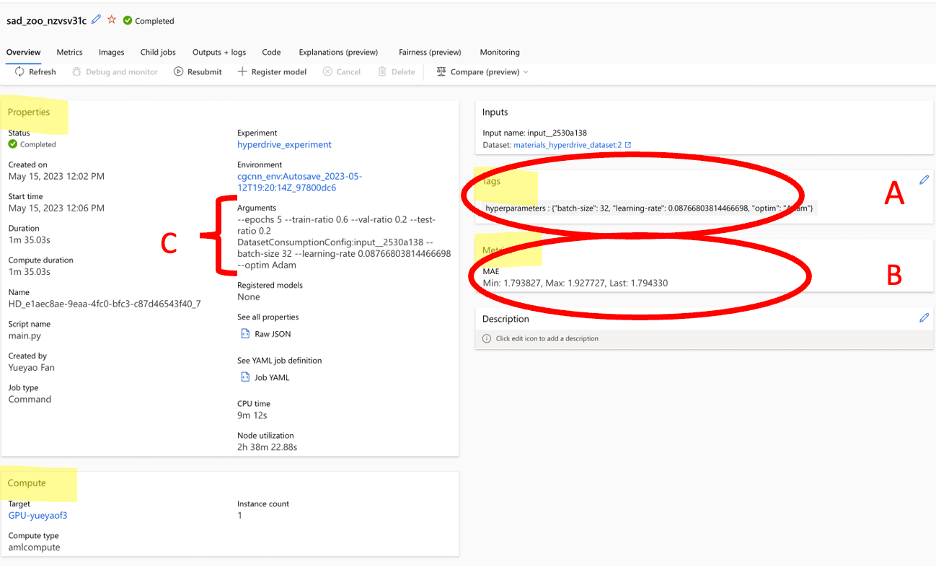 sad_zoo_nzvsv31c Completed
Overview Metrics Images Child jobs Outputs + logs Code Explanations (preview) Fairness (preview) Monitoring
Refresh Debug and monitor Resubmit Register model Cancel Delete Compare (preview)
Properties
Status
Completed
Created on
May 15, 2023 12:02 PM
Start time
May 15, 2023 12:06 PM
Duration
1m 35.03s
Compute duration
1m 35.03s
Name
HD_e1aec8ae-9eaa-4fc0-bfc3-c87d46543f40_7
Script name
main.py
Created by
Yueyao Fan
Job type
Command
Experiment
hyperdrive_experiment
Environment
cgcnn_env:Autosave_2023-05-
12T19:20:14Z_97800dc6
C
Arguments
--epochs 5 --train-ratio 0.6 --val-ratio 0.2 --test-
ratio 0.2
DatasetConsumptionConfig:input__2530a138 --
batch-size 32 --learning-rate 0.08766803814466698
--optim Adam
Registered models
None
See all properties
Raw JSON
See YAML job definition
Job YAML
CPU time
9m 12s
Node utilization
2h 38m 22.88s
Compute
Target
GPU-yueyaof3
Compute type
amlcompute
Instance count
1
Inputs
Input name: input__2530a138
Dataset: materials_hyperdrive_dataset:2
Tags
A
hyperparameters : {"batch-size": 32, "learning-rate": 0.08766803814466698, "optim": "Adam"}
Metrics
B
MAE
Min: 1.793827, Max: 1.927727, Last: 1.794330
Description
Click edit icon to add a description